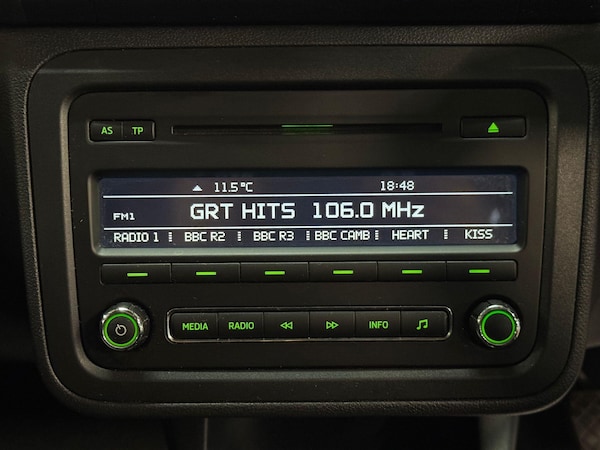 AS TP
11.5°C 18:48
FM1 GRT HITS 106.0 MHz
RADIO 1 BBC R2 BBC R3 BBC CAMB HEART KISS
MEDIA RADIO INFO